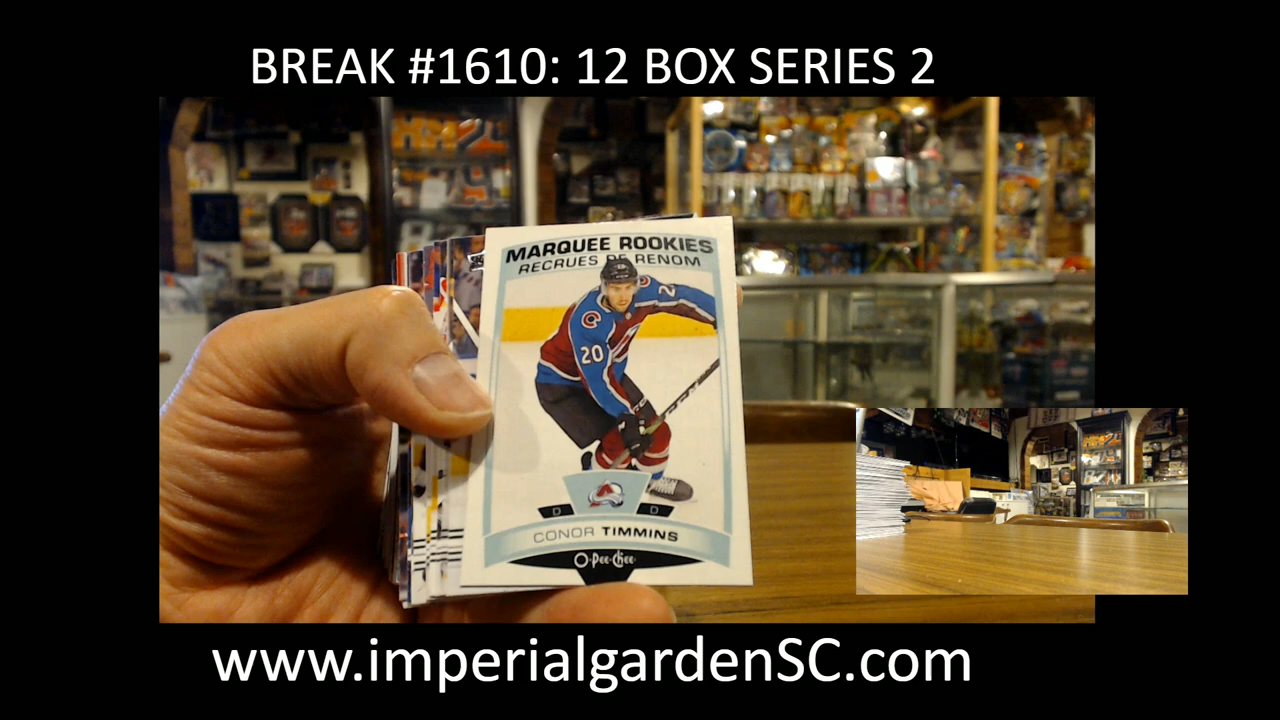 BREAK #1610: 12 BOX SERIES 2
MARQUEE ROOKIES
RECRUES DE RENOM
20
D D
CONOR TIMMINS
O-Pee-Chee
www.imperialgardenSC.com